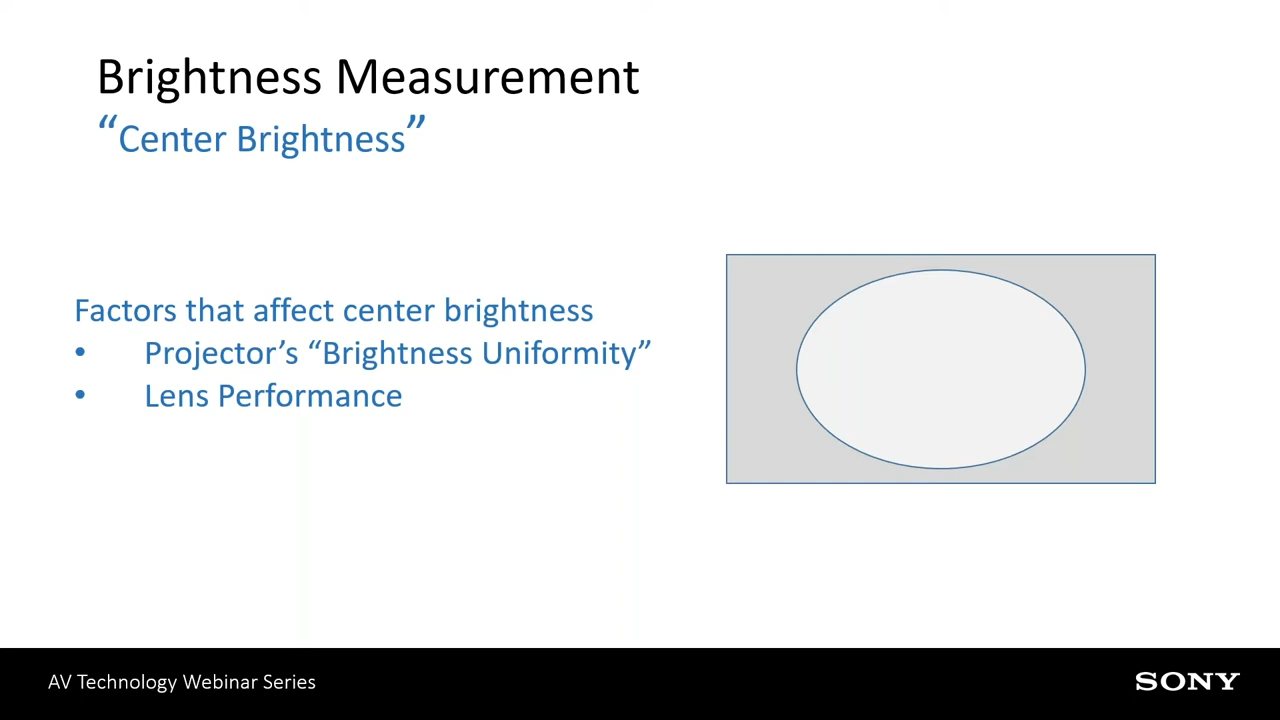 Brightness Measurement
“Center Brightness”
Factors that affect center brightness
• Projector’s “Brightness Uniformity”
• Lens Performance
AV Technology Webinar Series
SONY